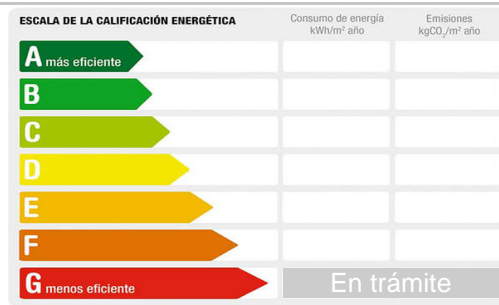 ESCALA DE LA CALIFICACIÓN ENERGÉTICA
Consumo de energía
kWh/m² año
Emisiones
kgCO₂/m² año
A más eficiente
B
C
D
E
F
G menos eficiente
En trámite